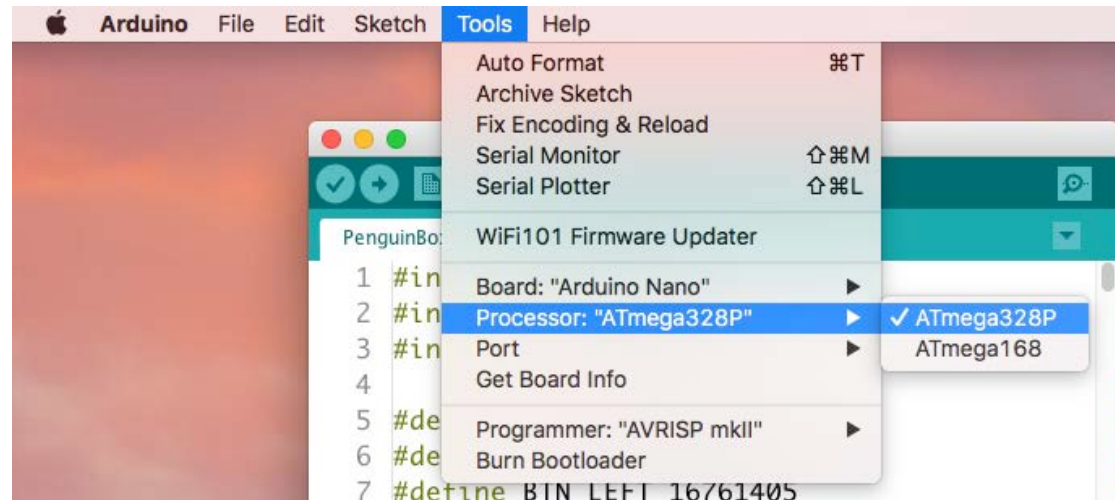 Arduino File Edit Sketch Tools Help
Auto Format ⌘T
Archive Sketch
Fix Encoding & Reload
Serial Monitor ⇧⌘M
Serial Plotter ⇧⌘L
WiFi101 Firmware Updater
Board: "Arduino Nano" ▶
Processor: "ATmega328P" ▶
✓ ATmega328P
ATmega168
Port ▶
Get Board Info
Programmer: "AVRISP mkII" ▶
Burn Bootloader
PenguinBo
1 #in
2 #in
3 #in
4
5 #de
6 #de
7 #define BTN_LEFT 16761405